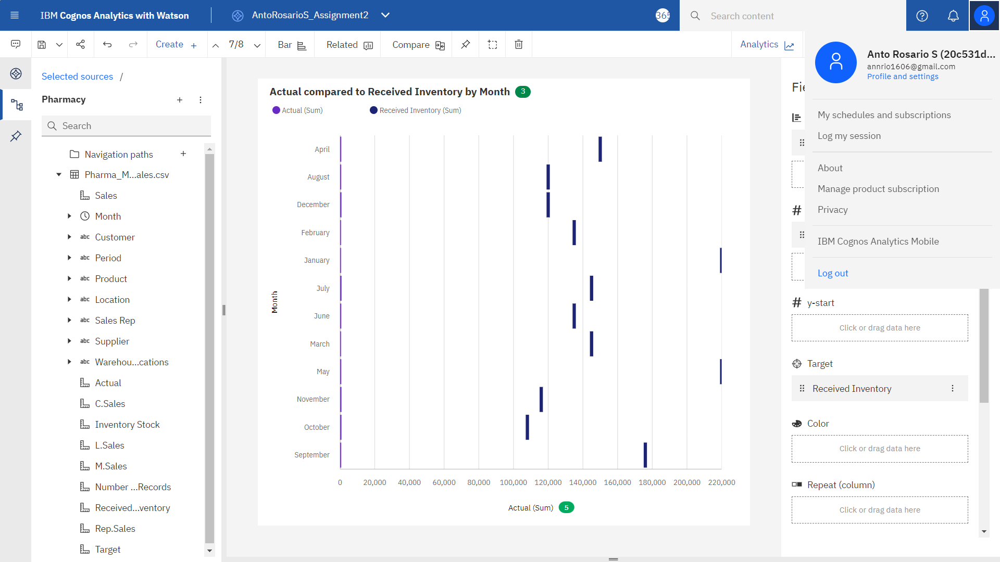 IBM Cognos Analytics with Watson
AntoRosarioS_Assignment2
365
Search content
Create
7/8
Bar
Related
Compare
Analytics
Selected sources /
Pharmacy
Search
Navigation paths
Pharma_M...ales.csv
Sales
Month
abc Customer
abc Period
abc Product
abc Location
abc Sales Rep
abc Supplier
abc Warehou...cations
Actual
C.Sales
Inventory Stock
L.Sales
M.Sales
Number ...Records
Received...ventory
Rep.Sales
Target
Actual compared to Received Inventory by Month 3
Actual (Sum)
Received Inventory (Sum)
Month
April
August
December
February
January
July
June
March
May
November
October
September
0 20,000 40,000 60,000 80,000 100,000 120,000 140,000 160,000 180,000 200,000 220,000
Actual (Sum) 5
Anto Rosario S (20c531d...
annrio1606@gmail.com
Profile and settings
My schedules and subscriptions
Log my session
About
Manage product subscription
Privacy
IBM Cognos Analytics Mobile
Log out
# y-start
Click or drag data here
Target
Received Inventory
Color
Click or drag data here
Repeat (column)
Click or drag data here